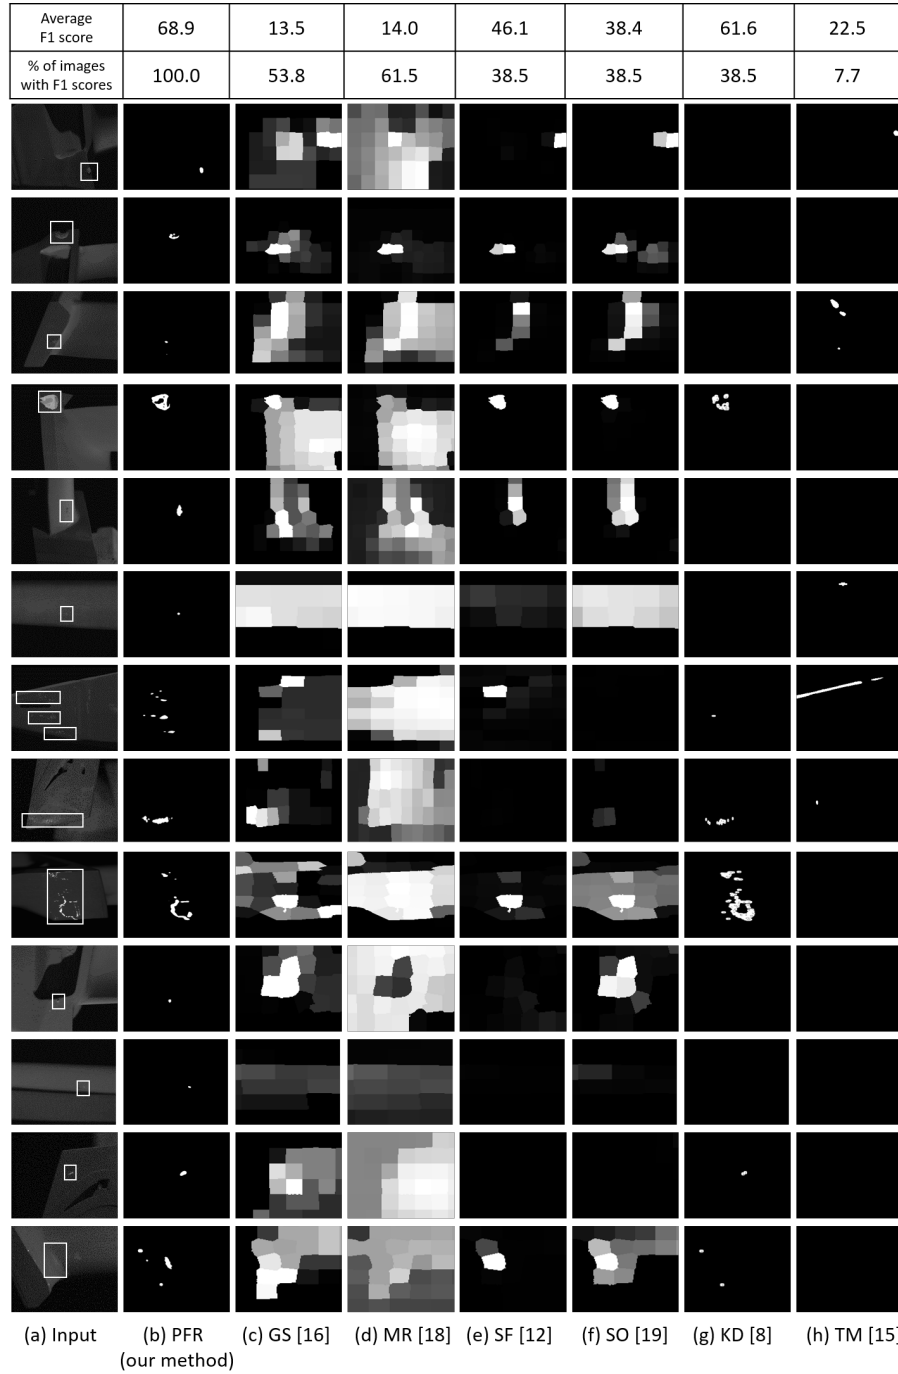 Average
F1 score
68.9
13.5
14.0
46.1
38.4
61.6
22.5
% of images
with F1 scores
100.0
53.8
61.5
38.5
38.5
38.5
7.7
(a) Input
(b) PFR
(our method)
(c) GS [16]
(d) MR [18]
(e) SF [12]
(f) SO [19]
(g) KD [8]
(h) TM [15]